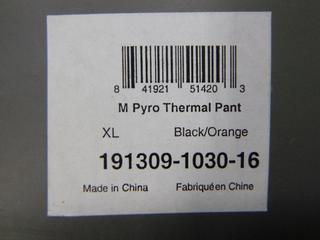 8 41921 51420 3
M Pyro Thermal Pant
XL Black/Orange
191309-1030-16
Made in China Fabriquéen Chine